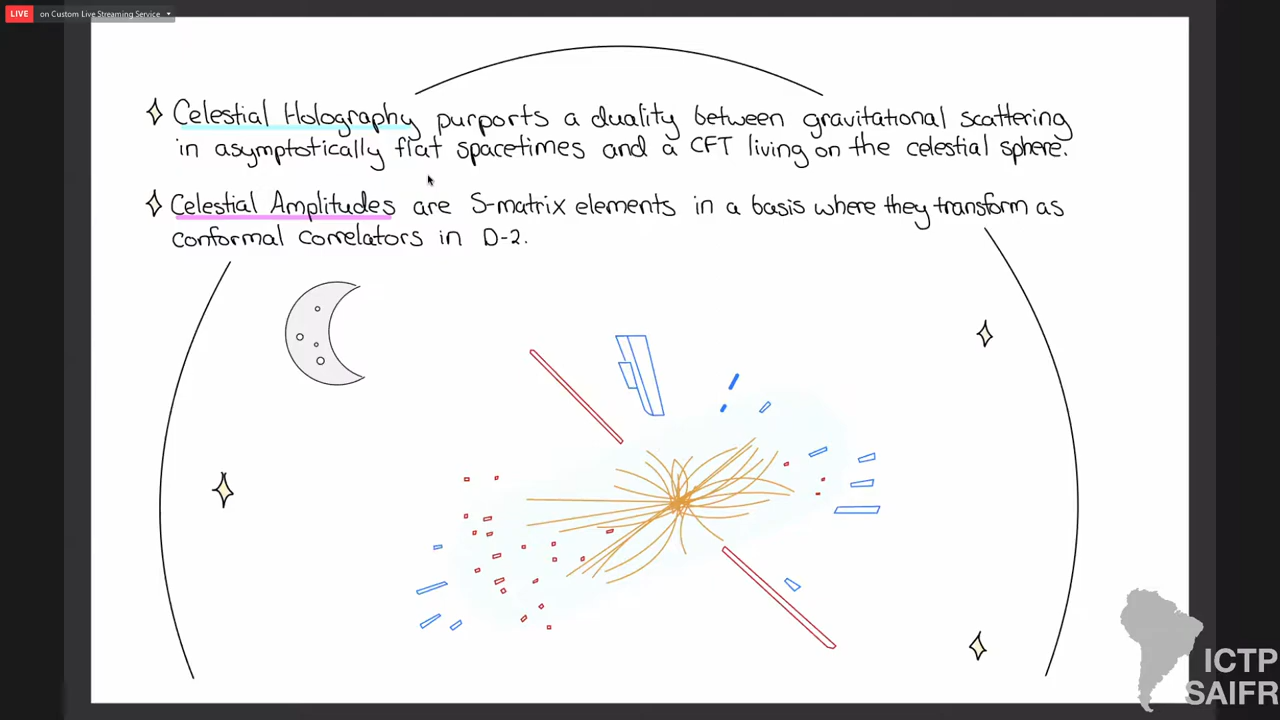 LIVE on Custom Live Streaming Service
Celestial Holography purports a duality between gravitational scattering
in asymptotically flat spacetimes and a CFT living on the celestial sphere.
Celestial Amplitudes are S-matrix elements in a basis where they transform as
conformal correlators in D-2.
ICTP
SAIFR